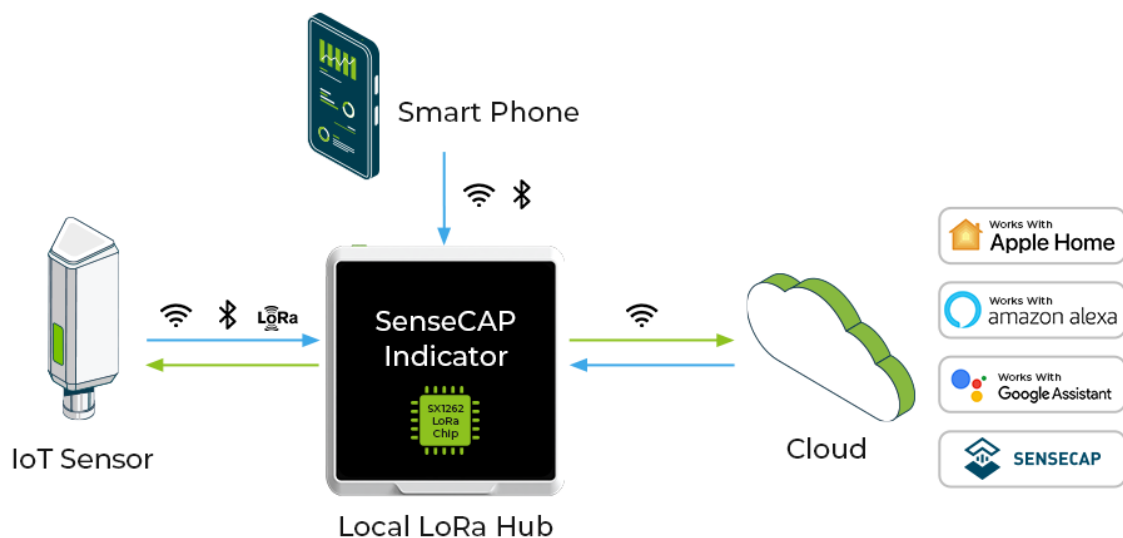 Smart Phone
LoRa
SenseCAP
Indicator
SX1262
LoRa
Chip
IoT Sensor
Local LoRa Hub
Cloud
Works With
Apple Home
Works With
amazon alexa
Works With
Google Assistant
SENSECAP